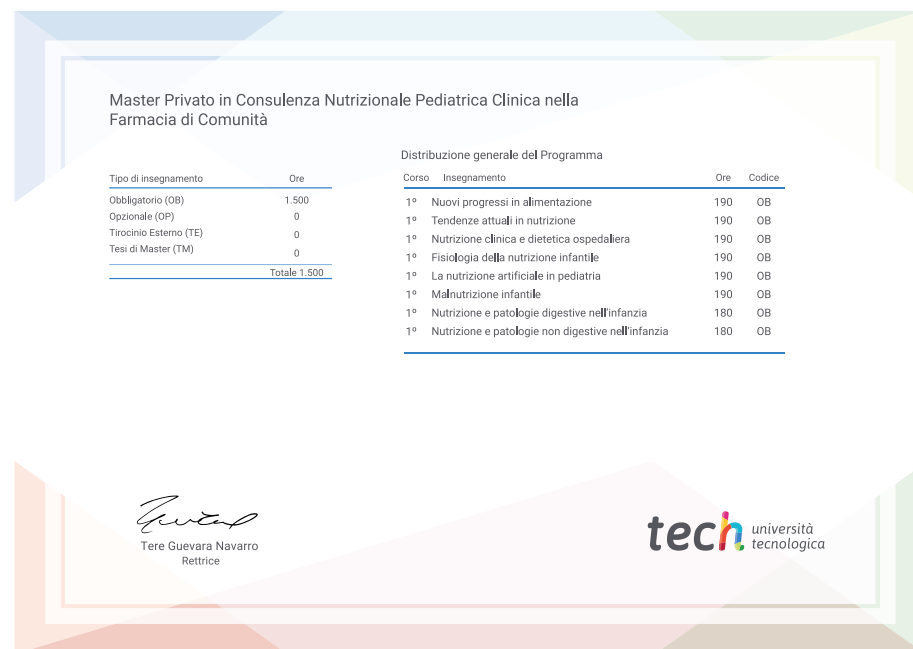 Master Privato in Consulenza Nutrizionale Pediatrica Clinica nella
Farmacia di Comunità
Tipo di insegnamento Ore
Obbligatorio (OB) 1.500
Opzionale (OP) 0
Tirocinio Esterno (TE) 0
Tesi di Master (TM) 0
Totale 1.500
Distribuzione generale del Programma
Corso Insegnamento Ore Codice
1º Nuovi progressi in alimentazione 190 OB
1º Tendenze attuali in nutrizione 190 OB
1º Nutrizione clinica e dietetica ospedaliera 190 OB
1º Fisiologia della nutrizione infantile 190 OB
1º La nutrizione artificiale in pediatria 190 OB
1º Malnutrizione infantile 190 OB
1º Nutrizione e patologie digestive nell'infanzia 180 OB
1º Nutrizione e patologie non digestive nell'infanzia 180 OB
Tere Guevara Navarro
Rettrice
tech università
tecnologica